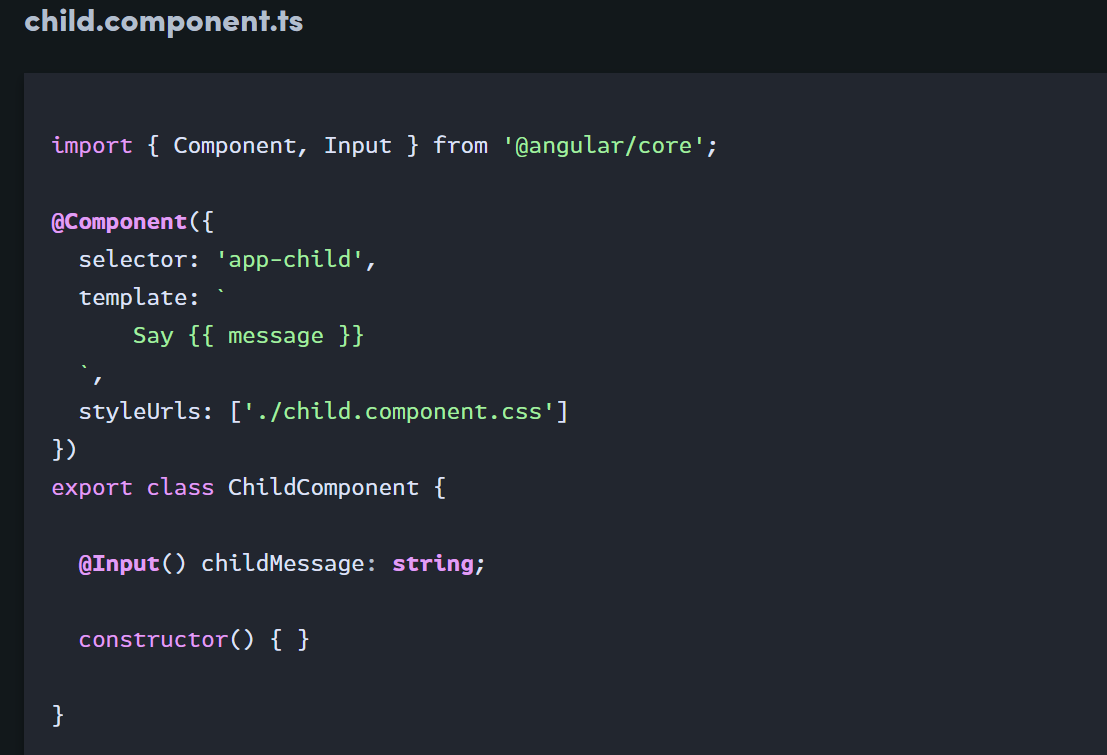 child.component.ts
import { Component, Input } from '@angular/core';
@Component({
  selector: 'app-child',
  template: `
      Say {{ message }}
  `,
  styleUrls: ['./child.component.css']
})
export class ChildComponent {
  @Input() childMessage: string;
  constructor() { }
}